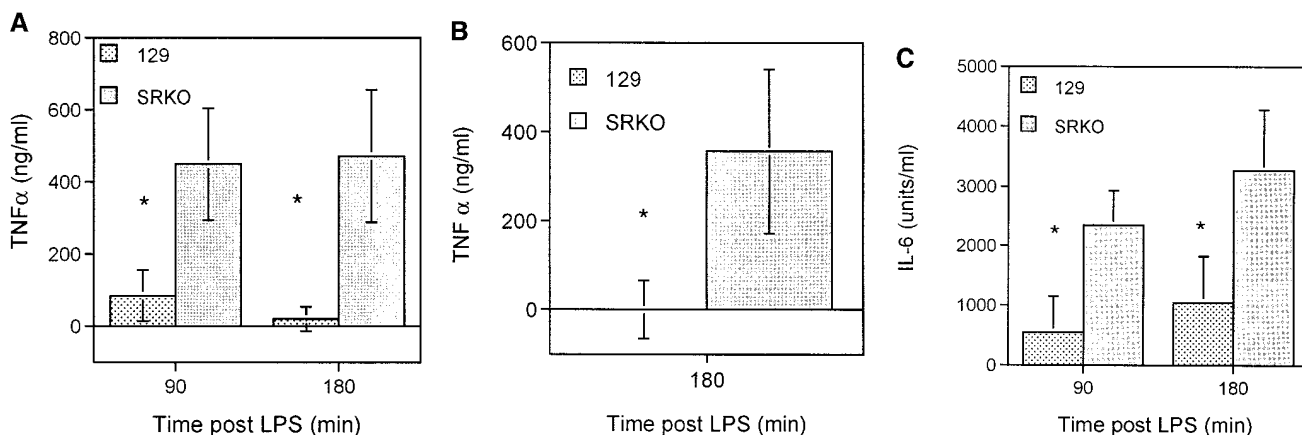 A
TNFα (ng/ml)
800
600
400
200
0
129
SRKO
*
*
90
180
Time post LPS (min)
B
TNF α (ng/ml)
600
400
200
0
129
SRKO
*
180
Time post LPS (min)
C
IL-6 (units/ml)
5000
4000
3000
2000
1000
0
129
SRKO
*
*
90
180
Time post LPS (min)